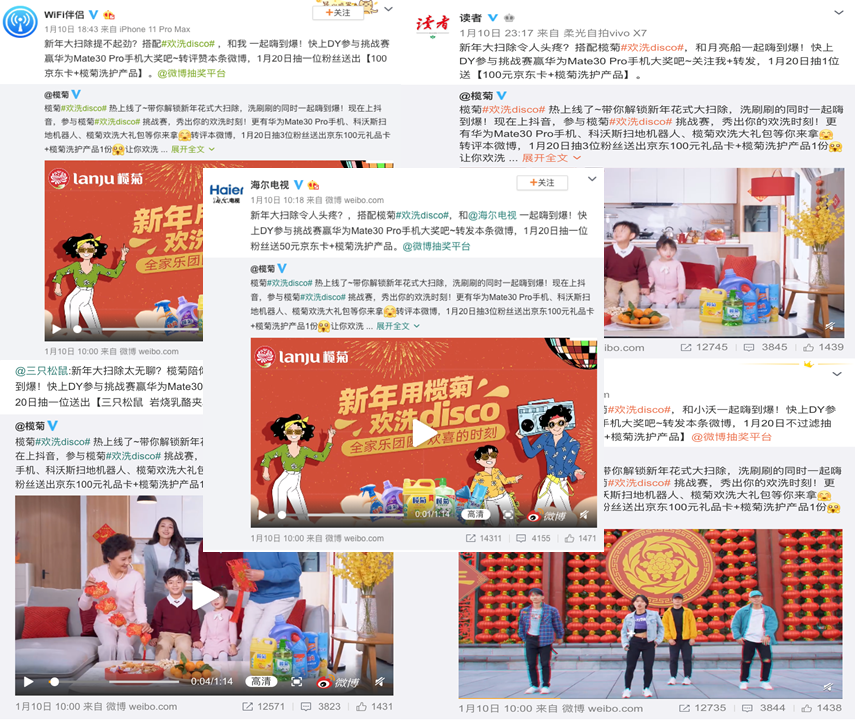 WiFi伴侣
1月10日 18:43 来自 iPhone 11 Pro Max
+关注
新年大扫除提不起劲？搭配#欢洗disco# ，和我 一起嗨到爆！快上DY参与挑战赛
赢华为Mate30 Pro手机大奖吧~转评赞本条微博，1月20日抽一位粉丝送出【100
京东卡+榄菊洗护产品】。@微博抽奖平台
@榄菊
榄菊#欢洗disco# 热上线了~带你解锁新年花式大扫除，洗刷刷的同时一起嗨到爆！现在上抖
音，参与榄菊#欢洗disco# 挑战赛，秀出你的欢洗时刻！更有华为Mate30 Pro手机、科沃斯扫
地机器人、榄菊欢洗大礼包等你来拿转评本微博，1月20日抽3位粉丝送出京东100元礼品卡
+榄菊洗护产品1份让你欢洗 ... 展开全文
lanju 榄菊
新年用
欢洗
全家乐团
1月10日 10:00 来自 微博 weibo.com
读者
读者
1月10日 23:17 来自 柔光自拍vivo X7
新年大扫除令人头疼？搭配榄菊#欢洗disco#，和月亮船一起嗨到爆！快上
DY参与挑战赛赢华为Mate30 Pro手机大奖吧~关注我+转发，1月20日抽1位
送【100元京东卡+榄菊洗护产品】。
@榄菊
榄菊#欢洗disco# 热上线了~带你解锁新年花式大扫除，洗刷刷的同时一起嗨
到爆！现在上抖音，参与榄菊#欢洗disco# 挑战赛，秀出你的欢洗时刻！更
有华为Mate30 Pro手机、科沃斯扫地机器人、榄菊欢洗大礼包等你来拿
转评本微博，1月20日抽3位粉丝送出京东100元礼品卡+榄菊洗护产品1份
让你欢洗 ... 展开全文
ibo.com 12745 3845 1439
Haier
海尔电视
海尔电视
+关注
1月10日 10:18 来自 微博 weibo.com
新年大扫除令人头疼？，搭配榄菊#欢洗disco#，和@海尔电视 一起嗨到爆！快
上DY参与挑战赛赢华为Mate30 Pro手机大奖吧~转发本条微博，1月20日抽一位
粉丝送50元京东卡+榄菊洗护产品。@微博抽奖平台
@榄菊
榄菊#欢洗disco# 热上线了~带你解锁新年花式大扫除，洗刷刷的同时一起嗨到爆！现在上抖
音，参与榄菊#欢洗disco# 挑战赛，秀出你的欢洗时刻！更有华为Mate30 Pro手机、科沃斯扫
地机器人、榄菊欢洗大礼包等你来拿转评本微博，1月20日抽3位粉丝送出京东100元礼品卡
+榄菊洗护产品1份让你欢洗 ... 展开全文
lanju 榄菊
新年用榄菊
欢洗disco
全家乐团圆 欢喜的时刻
榄菊
0:01/1:14 高清 微博
1月10日 10:00 来自 微博 weibo.com 14311 4155 1471
@三只松鼠:新年大扫除太无聊？榄菊陪你
到爆！快上DY参与挑战赛赢华为Mate30
20日抽一位送出【三只松鼠 岩烧乳酪夹
@榄菊
榄菊#欢洗disco# 热上线了~带你解锁新年花
在上抖音，参与榄菊#欢洗disco# 挑战赛，
手机、科沃斯扫地机器人、榄菊欢洗大礼包
粉丝送出京东100元礼品卡+榄菊洗护产品1
0:04/1:14 高清 微博
1月10日 10:00 来自 微博 weibo.com 12571 3823 1431
#欢洗disco#，和小沃一起嗨到爆！快上DY参
手机大奖吧~转发本条微博，1月20日不过滤抽
+榄菊洗护产品】@微博抽奖平台
带你解锁新年花式大扫除，洗刷刷的同时一起嗨
#欢洗disco# 挑战赛，秀出你的欢洗时刻！更
沃斯扫地机器人、榄菊欢洗大礼包等你来拿
粉丝送出京东100元礼品卡+榄菊洗护产品1份
1月10日 10:00 来自 微博 weibo.com 12735 3844 1438